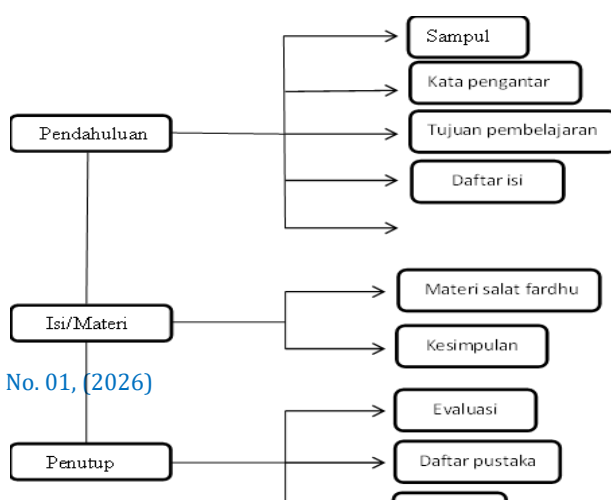 Sampul
Kata pengantar
Pendahuluan
Tujuan pembelajaran
Daftar isi
Materi salat fardhu
Isi/Materi
Kesimpulan
No. 01, (2026)
Evaluasi
Penutup
Daftar pustaka